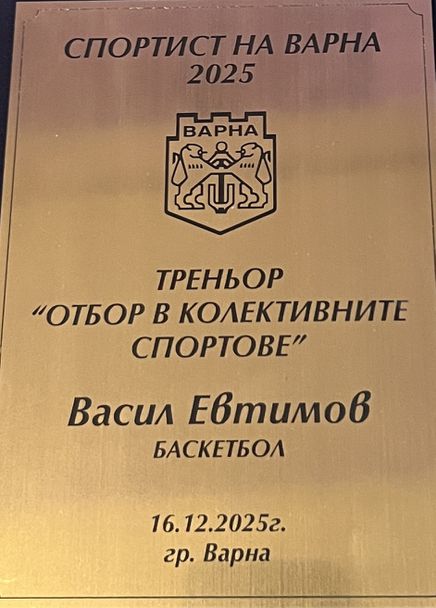 СПОРТИСТ НА ВАРНА
2025
ВАРНА
ТРЕНЬОР
“ОТБОР В КОЛЕКТИВНИТЕ
СПОРТОВЕ”
Васил Евтимов
БАСКЕТБОЛ
16.12.2025г.
гр. Варна